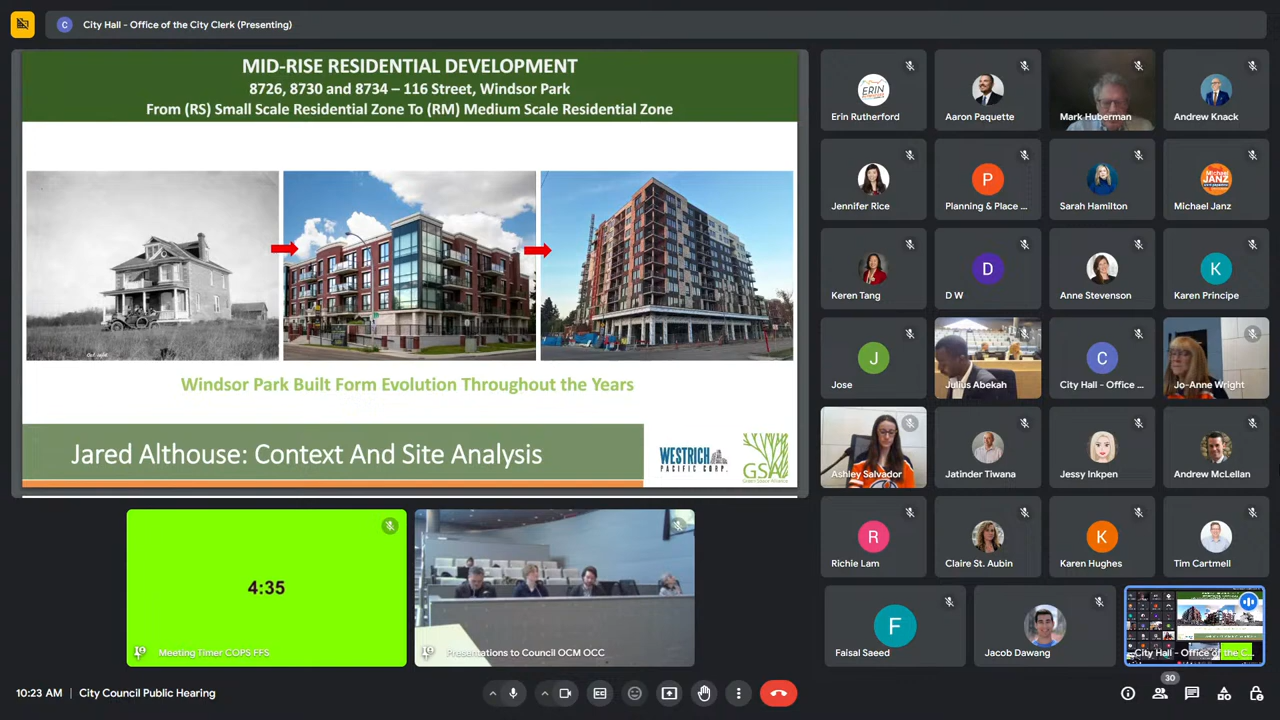 City Hall - Office of the City Clerk (Presenting)
MID-RISE RESIDENTIAL DEVELOPMENT
8726, 8730 and 8734 – 116 Street, Windsor Park
From (RS) Small Scale Residential Zone To (RM) Medium Scale Residential Zone
Windsor Park Built Form Evolution Throughout the Years
Jared Althouse: Context And Site Analysis
WESTRICH
PACIFIC CORP.
GSA
Green Space Alliance
4:35
Meeting Timer COPS FFS
Presentations to Council OCM OCC
ERIN
Erin Rutherford
Aaron Paquette
Mark Huberman
Andrew Knack
Jennifer Rice
P
Planning & Place ...
Sarah Hamilton
Michael
JANZ
Michael Janz
Keren Tang
D
D W
Anne Stevenson
K
Karen Principe
J
Jose
Julius Abekah
C
City Hall - Office ...
Jo-Anne Wright
Ashley Salvador
Jatinder Tiwana
Jessy Inkpen
Andrew McLellan
R
Richie Lam
Claire St. Aubin
K
Karen Hughes
Tim Cartmell
F
Faisal Saeed
Jacob Dawang
City Hall - Office of the C...
10:23 AM | City Council Public Hearing
30